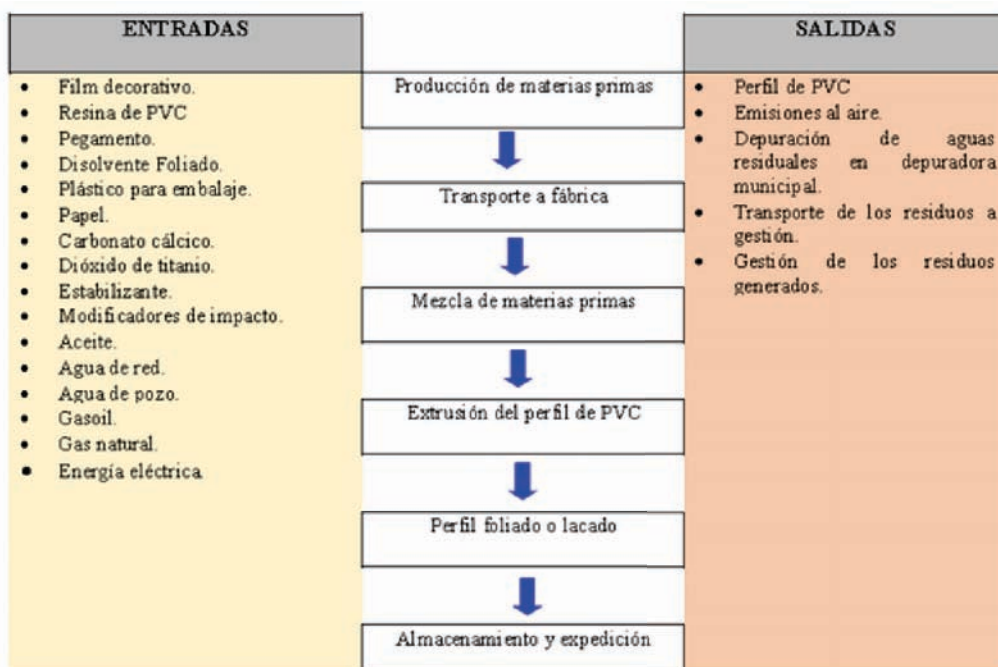 ENTRADAS
• Film decorativo.
• Resina de PVC
• Pegamento.
• Disolvente Foliado.
• Plástico para embalaje.
• Papel.
• Carbonato cálcico.
• Dióxido de titanio.
• Estabilizante.
• Modificadores de impacto.
• Aceite.
• Agua de red.
• Agua de pozo.
• Gasoil.
• Gas natural.
• Energía eléctrica
Producción de materias primas
Transporte a fábrica
Mezcla de materias primas
Extrusión del perfil de PVC
Perfil foliado o lacado
Almacenamiento y expedición
SALIDAS
• Perfil de PVC
• Emisiones al aire.
• Depuración de aguas
residuales en depuradora
municipal.
• Transporte de los residuos a
gestión.
• Gestión de los residuos
generados.